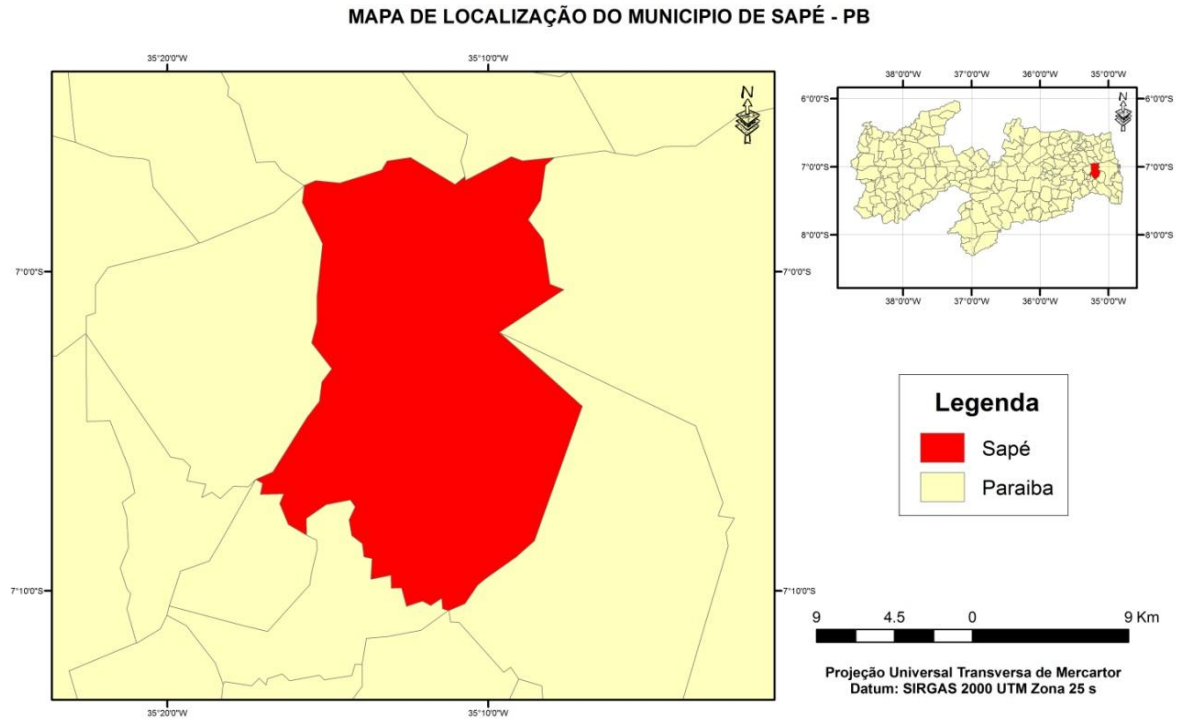 MAPA DE LOCALIZAÇÃO DO MUNICIPIO DE SAPÉ - PB
35°20'0"W 35°10'0"W
N
7°0'0"S 7°0'0"S
7°10'0"S 7°10'0"S
35°20'0"W 35°10'0"W
38°0'0"W 37°0'0"W 36°0'0"W 35°0'0"W
6°0'0"S 6°0'0"S
N
7°0'0"S 7°0'0"S
8°0'0"S 8°0'0"S
38°0'0"W 37°0'0"W 36°0'0"W 35°0'0"W
Legenda
Sapé
Paraiba
9 4.5 0 9 Km
Projeção Universal Transversa de Mercartor
Datum: SIRGAS 2000 UTM Zona 25 s